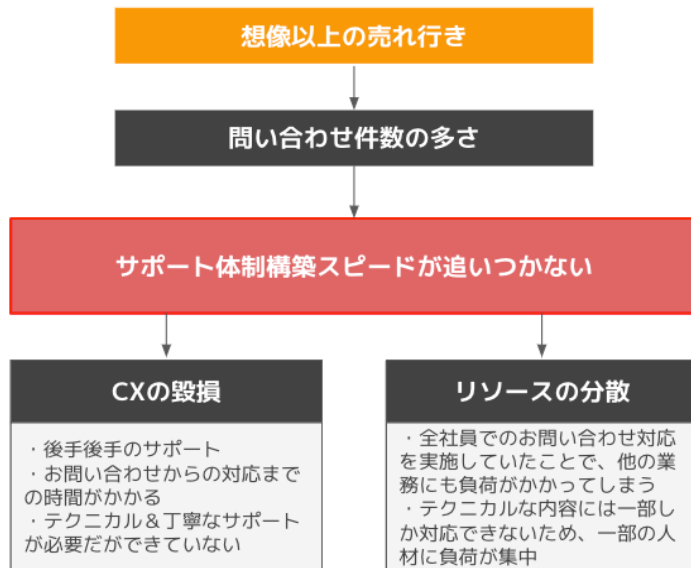 想像以上の売れ行き
問い合わせ件数の多さ
サポート体制構築スピードが追いつかない
CXの毀損
・後手後手のサポート
・お問い合わせからの対応まで
の時間がかかる
・テクニカル＆丁寧なサポート
が必要だができていない
リソースの分散
・全社員でのお問い合わせ対応
を実施していたことで、他の業
務にも負荷がかかってしまう
・テクニカルな内容には一部し
か対応できないため、一部の人
材に負荷が集中